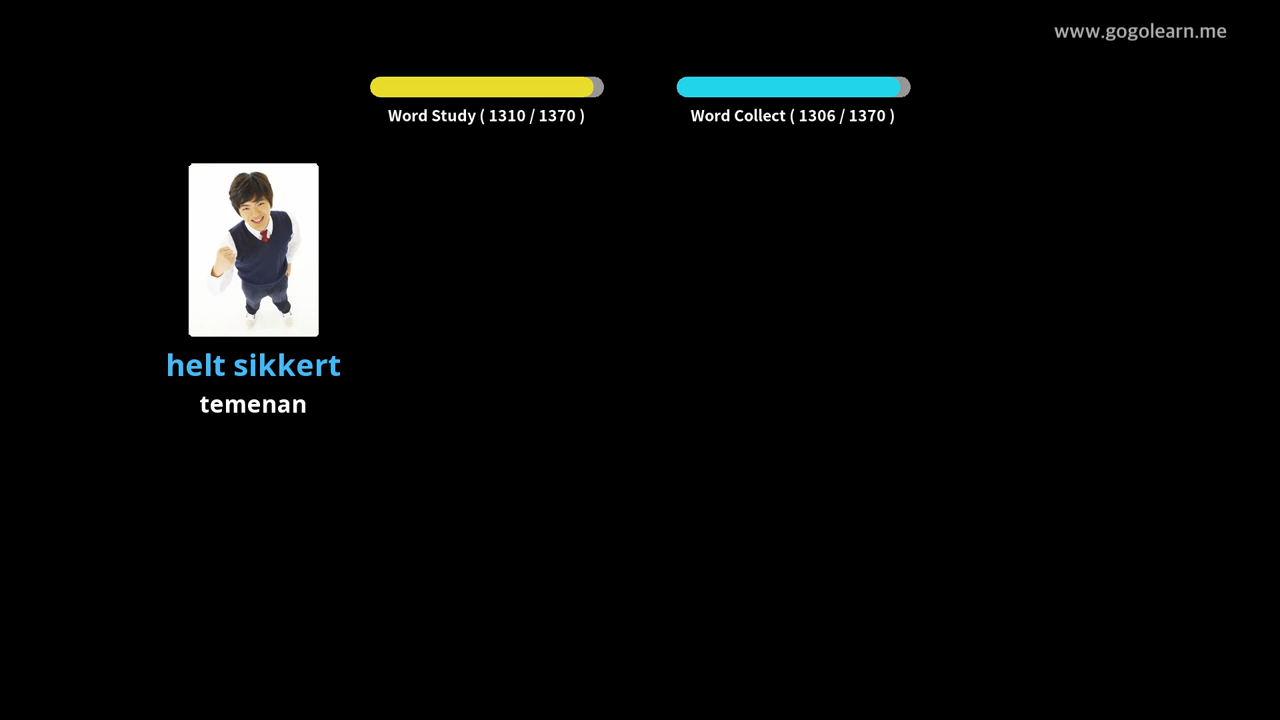 www.gogolearn.me
Word Study ( 1310 / 1370 )
Word Collect ( 1306 / 1370 )
helt sikkert
temenan